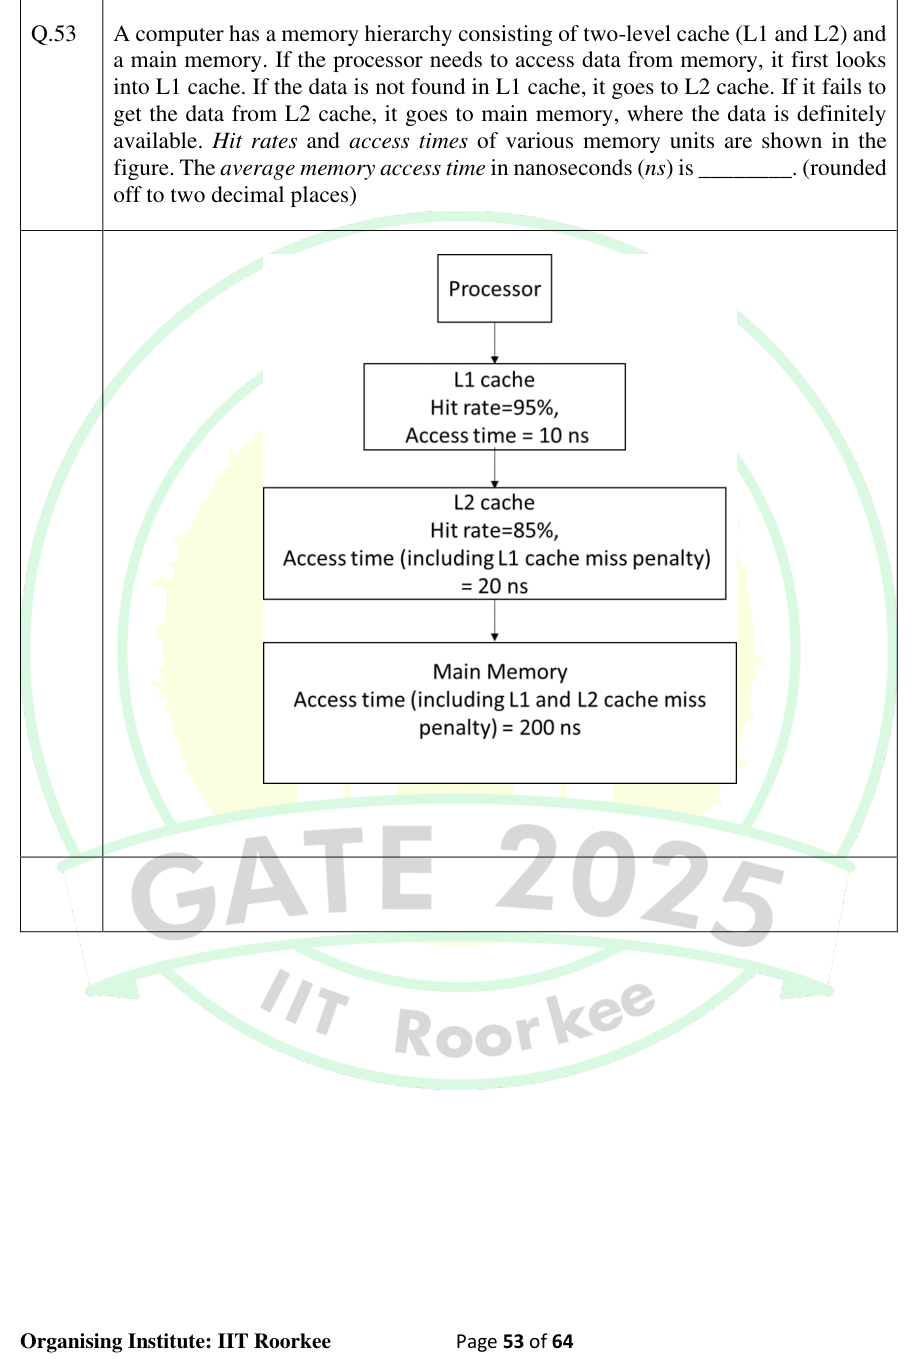 Q.53
A computer has a memory hierarchy consisting of two-level cache (L1 and L2) and
a main memory. If the processor needs to access data from memory, it first looks
into L1 cache. If the data is not found in L1 cache, it goes to L2 cache. If it fails to
get the data from L2 cache, it goes to main memory, where the data is definitely
available. Hit rates and access times of various memory units are shown in the
figure. The average memory access time in nanoseconds (ns) is ________. (rounded
off to two decimal places)
Processor
L1 cache
Hit rate=95%,
Access time = 10 ns
L2 cache
Hit rate=85%,
Access time (including L1 cache miss penalty)
= 20 ns
Main Memory
Access time (including L1 and L2 cache miss
penalty) = 200 ns
GATE 2025
IIT Roorkee
Organising Institute: IIT Roorkee Page 53 of 64